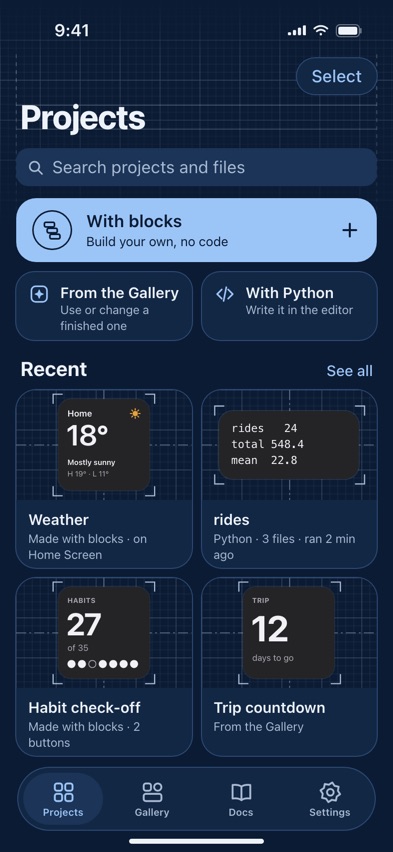 9:41
Select
Projects
Search projects and files
With blocks
Build your own, no code
From the Gallery
Use or change a
finished one
With Python
Write it in the editor
Recent
See all
Home
18°
Mostly sunny
H 19° · L 11°
Weather
Made with blocks · on
Home Screen
rides 24
total 548.4
mean 22.8
rides
Python · 3 files · ran 2 min
ago
HABITS
27
of 35
Habit check-off
Made with blocks · 2
buttons
TRIP
12
days to go
Trip countdown
From the Gallery
Projects
Gallery
Docs
Settings